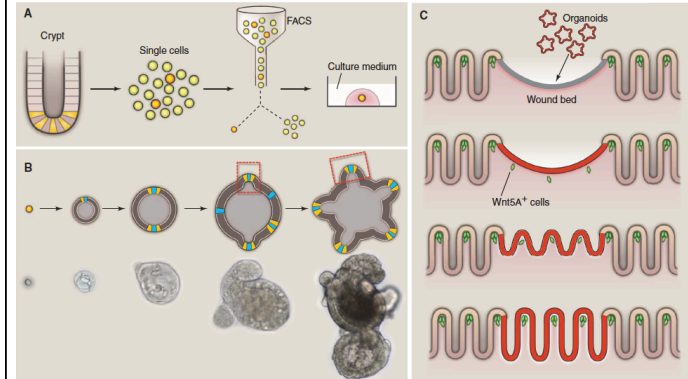 A
Crypt
Single cells
FACS
Culture medium
B
C
Organoids
Wound bed
Wnt5A⁺ cells